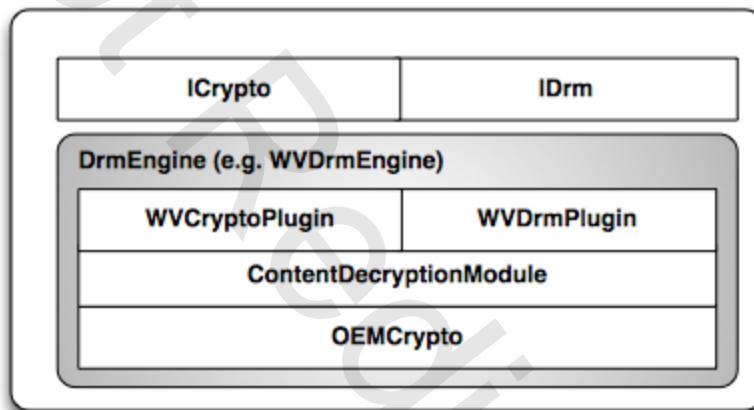 ICrypto IDrm
DrmEngine (e.g. WVDrmEngine)
WVCryptoPlugin WVDrmPlugin
ContentDecryptionModule
OEMCrypto